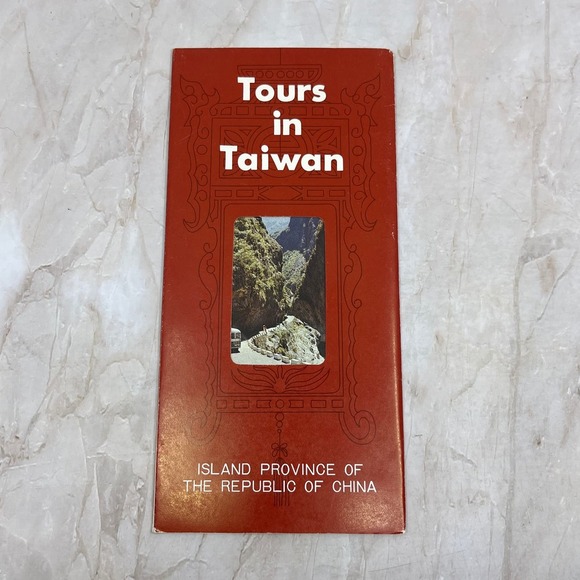 Tours
in
Taiwan
ISLAND PROVINCE OF
THE REPUBLIC OF CHINA